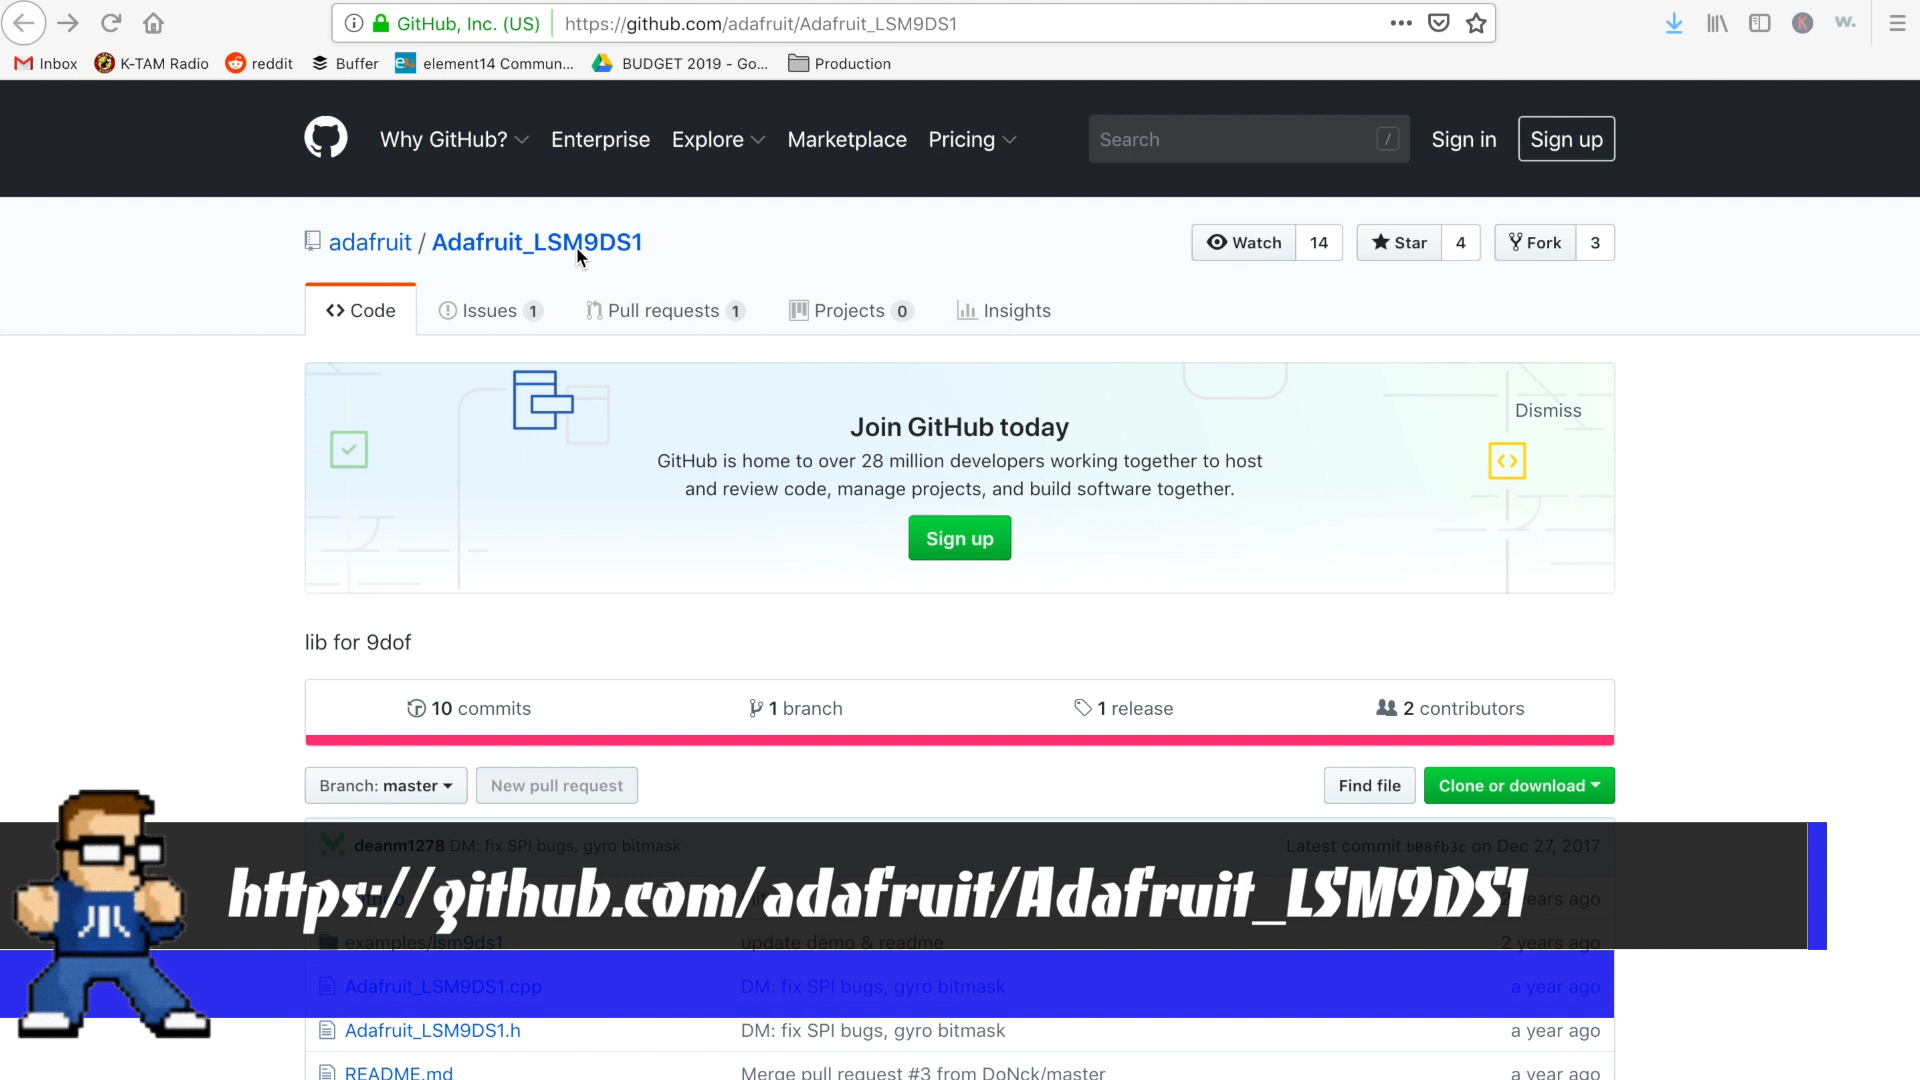 GitHub, Inc. (US) https://github.com/adafruit/Adafruit_LSM9DS1 K w.
Inbox K-TAM Radio reddit Buffer element14 Commun... BUDGET 2019 - Go... Production
Why GitHub? Enterprise Explore Marketplace Pricing Search / Sign in Sign up
adafruit / Adafruit_LSM9DS1 Watch 14 Star 4 Fork 3
Code Issues 1 Pull requests 1 Projects 0 Insights
Dismiss
Join GitHub today
GitHub is home to over 28 million developers working together to host
and review code, manage projects, and build software together.
Sign up
lib for 9dof
10 commits 1 branch 1 release 2 contributors
Branch: master New pull request Find file Clone or download
deanm1278 DM: fix SPI bugs, gyro bitmask Latest commit b08fb3c on Dec 27, 2017
https://github.com/adafruit/Adafruit_LSM9DS1
years ago
examples/lsm9ds1 update demo & readme 2 years ago
Adafruit_LSM9DS1.cpp DM: fix SPI bugs, gyro bitmask a year ago
Adafruit_LSM9DS1.h DM: fix SPI bugs, gyro bitmask a year ago
README.md Merge pull request #3 from DoNck/master a year ago